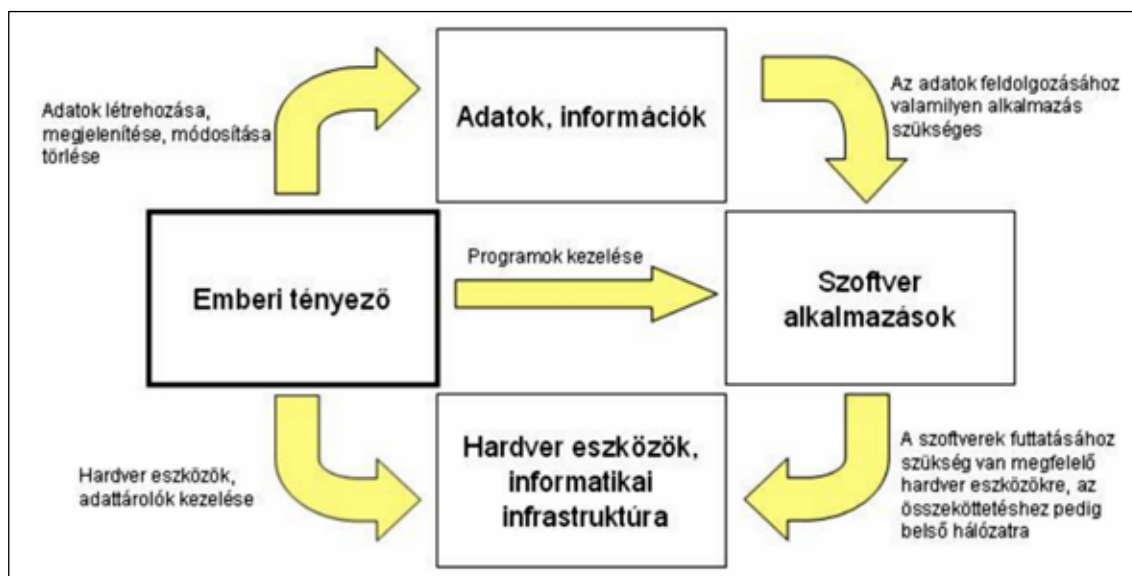 Adatok létrehozása,
megjelenítése, módosítása
törlése
Adatok, információk
Az adatok feldolgozásához
valamilyen alkalmazás
szükséges
Emberi tényező
Programok kezelése
Szoftver
alkalmazások
Hardver eszközök,
adattárolók kezelése
Hardver eszközök,
informatikai
infrastruktúra
A szoftverek futtatásához
szükség van megfelelő
hardver eszközökre, az
összeköttetéshez pedig
belső hálózatra